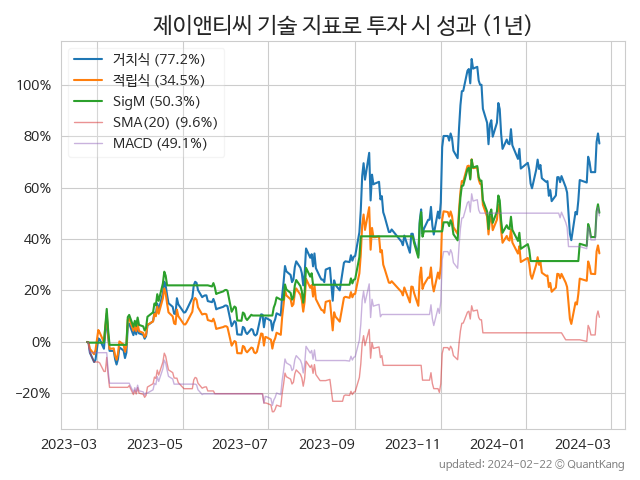 제이앤티씨 기술 지표로 투자 시 성과 (1년)
거치식 (77.2%)
적립식 (34.5%)
SigM (50.3%)
SMA(20) (9.6%)
MACD (49.1%)
100%
80%
60%
40%
20%
0%
−20%
2023-03 2023-05 2023-07 2023-09 2023-11 2024-01 2024-03
updated: 2024-02-22 © QuantKang